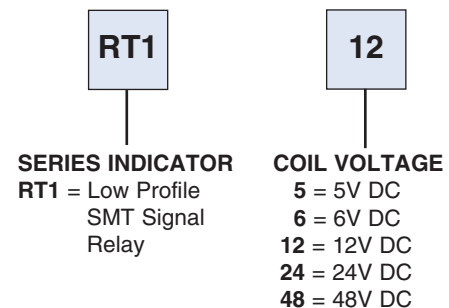 RT1
12
SERIES INDICATOR
RT1 = Low Profile
SMT Signal
Relay
COIL VOLTAGE
5 = 5V DC
6 = 6V DC
12 = 12V DC
24 = 24V DC
48 = 48V DC